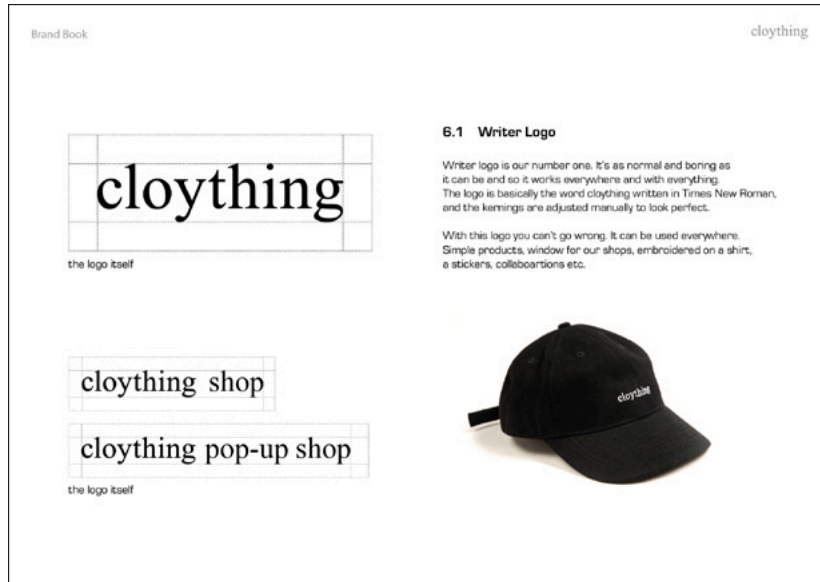 Brand Book
cloything
cloything
the logo itself
cloything shop
cloything pop-up shop
the logo itself
6.1 Writer Logo
Writer logo is our number one. It's as normal and boring as
it can be and so it works everywhere and with everything.
The logo is basically the word cloything written in Times New Roman,
and the kernings are adjusted manually to look perfect.
With this logo you can't go wrong. It can be used everywhere.
Simple products, window for our shops, embroidered on a shirt,
a stickers, collaboartions etc.
cloything